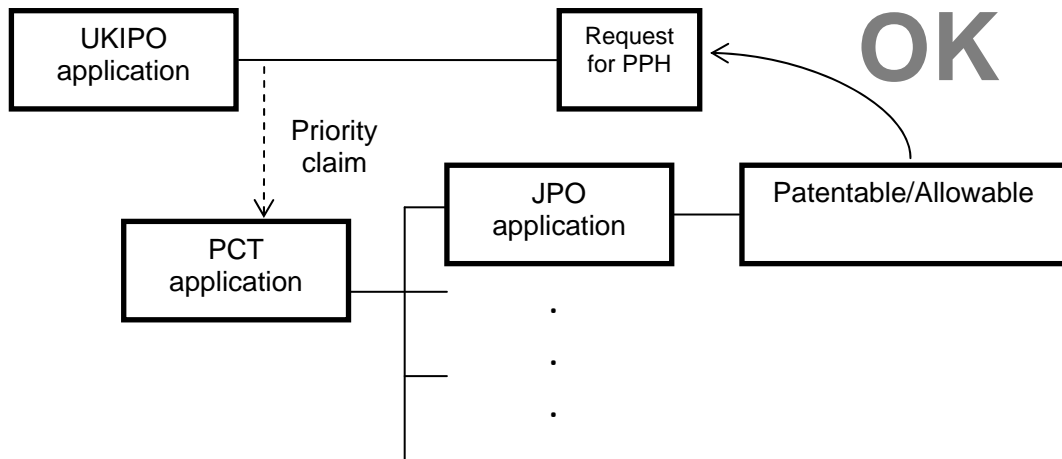 UKIPO
application
Request
for PPH
OK
Priority
claim
JPO
application
Patentable/Allowable
PCT
application
.
.
.